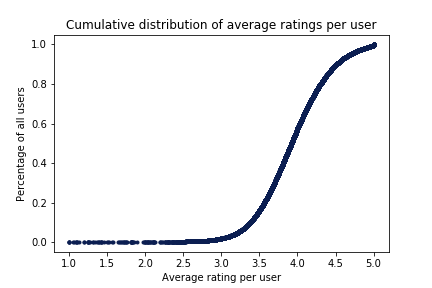 Cumulative distribution of average ratings per user
Percentage of all users
1.0
0.8
0.6
0.4
0.2
0.0
1.0 1.5 2.0 2.5 3.0 3.5 4.0 4.5 5.0
Average rating per user